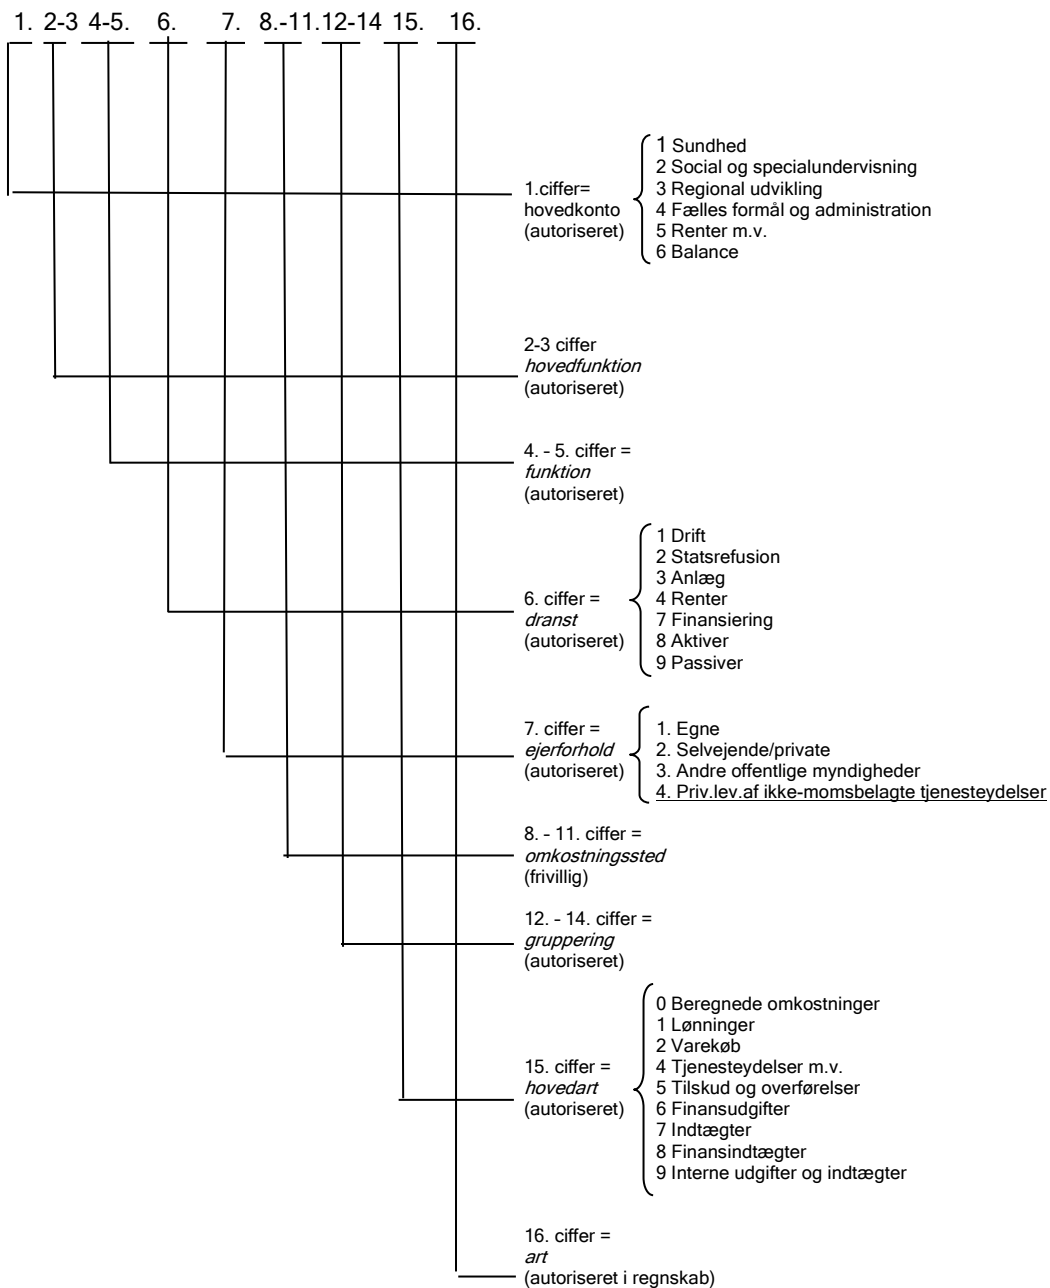 1. 2-3 4-5. 6. 7. 8.-11.12-14 15. 16.
1.ciffer=
hovedkonto
(autoriseret)
1 Sundhed
2 Social og specialundervisning
3 Regional udvikling
4 Fælles formål og administration
5 Renter m.v.
6 Balance
2-3 ciffer
hovedfunktion
(autoriseret)
4. - 5. ciffer =
funktion
(autoriseret)
6. ciffer =
dranst
(autoriseret)
1 Drift
2 Statsrefusion
3 Anlæg
4 Renter
7 Finansiering
8 Aktiver
9 Passiver
7. ciffer =
ejerforhold
(autoriseret)
1. Egne
2. Selvejende/private
3. Andre offentlige myndigheder
4. Priv.lev.af ikke-momsbelagte tjenesteydelser
8. - 11. ciffer =
omkostningssted
(frivillig)
12. - 14. ciffer =
gruppering
(autoriseret)
15. ciffer =
hovedart
(autoriseret)
0 Beregnede omkostninger
1 Lønninger
2 Varekøb
4 Tjenesteydelser m.v.
5 Tilskud og overførelser
6 Finansudgifter
7 Indtægter
8 Finansindtægter
9 Interne udgifter og indtægter
16. ciffer =
art
(autoriseret i regnskab)